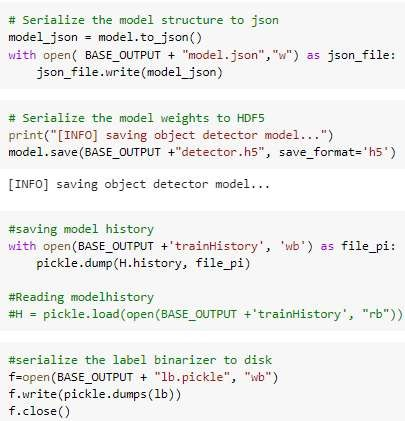 # Serialize the model structure to json
model_json = model.to_json()
with open( BASE_OUTPUT + "model.json","w") as json_file:
    json_file.write(model_json)
# Serialize the model weights to HDF5
print("[INFO] saving object detector model...")
model.save(BASE_OUTPUT +"detector.h5", save_format='h5')
[INFO] saving object detector model...
#saving model history
with open(BASE_OUTPUT +'trainHistory', 'wb') as file_pi:
    pickle.dump(H.history, file_pi)
#Reading modelhistory
#H = pickle.load(open(BASE_OUTPUT +'trainHistory', "rb"))
#serialize the label binarizer to disk
f=open(BASE_OUTPUT + "lb.pickle", "wb")
f.write(pickle.dumps(lb))
f.close()